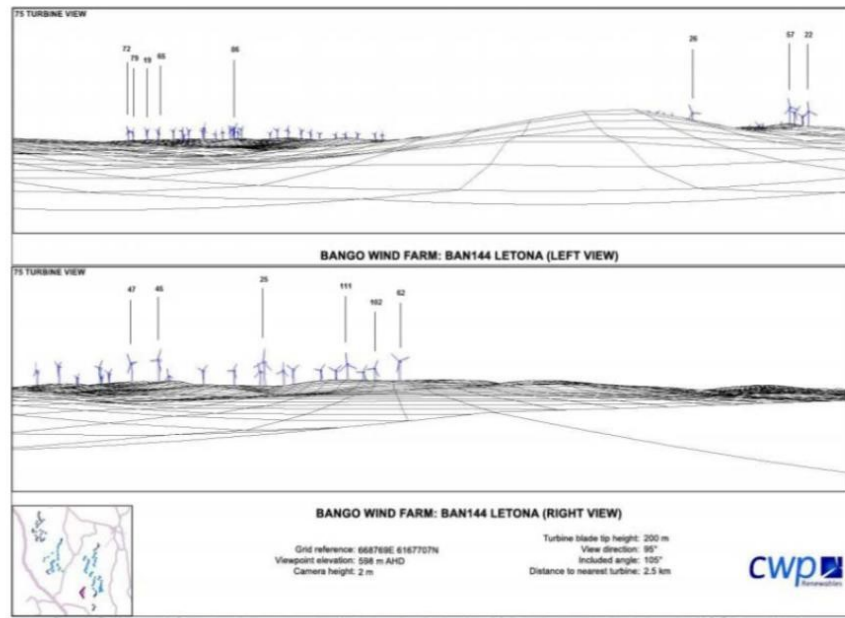 75 TURBINE VIEW
72 79 19 65 86 26 57 22
BANGO WIND FARM: BAN144 LETONA (LEFT VIEW)
75 TURBINE VIEW
47 46 25 111 102 62
BANGO WIND FARM: BAN144 LETONA (RIGHT VIEW)
Grid reference: 668769E 6167707N
Viewpoint elevation: 598 m AHD
Camera height: 2 m
Turbine blade tip height: 200 m
View direction: 95°
Included angle: 105°
Distance to nearest turbine: 2.5 km
cwp
Renewables